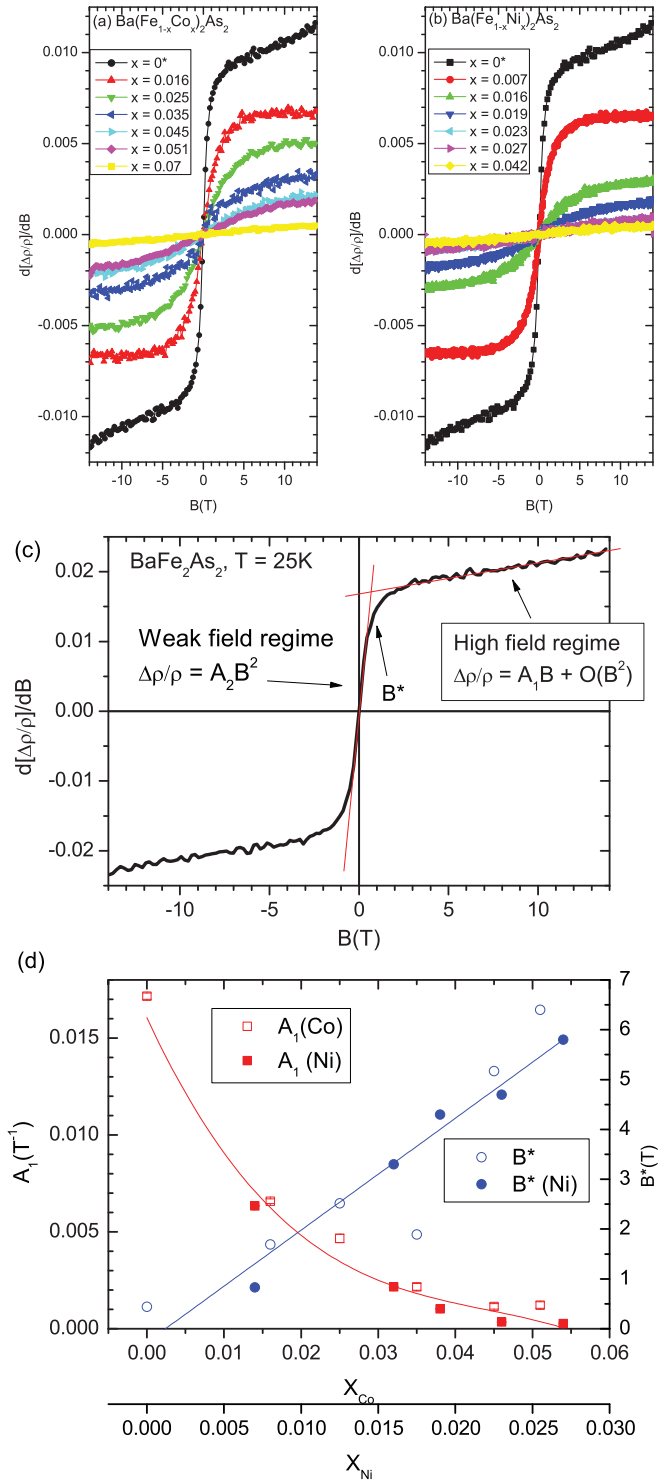 (a) Ba(Fe1-xCox)2As2
x = 0*
x = 0.016
x = 0.025
x = 0.035
x = 0.045
x = 0.051
x = 0.07
0.010
0.005
0.000
-0.005
-0.010
d[Δρ/ρ]/dB
-10 -5 0 5 10
B(T)
(b) Ba(Fe1-xNix)2As2
x = 0*
x = 0.007
x = 0.016
x = 0.019
x = 0.023
x = 0.027
x = 0.042
0.010
0.005
0.000
-0.005
-0.010
d[Δρ/ρ]/dB
-10 -5 0 5 10
B(T)
(c)
BaFe2As2, T = 25K
Weak field regime
Δρ/ρ = A2B2
B*
High field regime
Δρ/ρ = A1B + O(B2)
0.02
0.01
0.00
-0.01
-0.02
d[Δρ/ρ]/dB
-10 -5 0 5 10
B(T)
(d)
A1(Co)
A1 (Ni)
B*
B* (Ni)
0.015
0.010
0.005
0.000
A1(T-1)
7
6
5
4
3
2
1
0
B*(T)
0.00 0.01 0.02 0.03 0.04 0.05 0.06
XCo
0.000 0.005 0.010 0.015 0.020 0.025 0.030
XNi